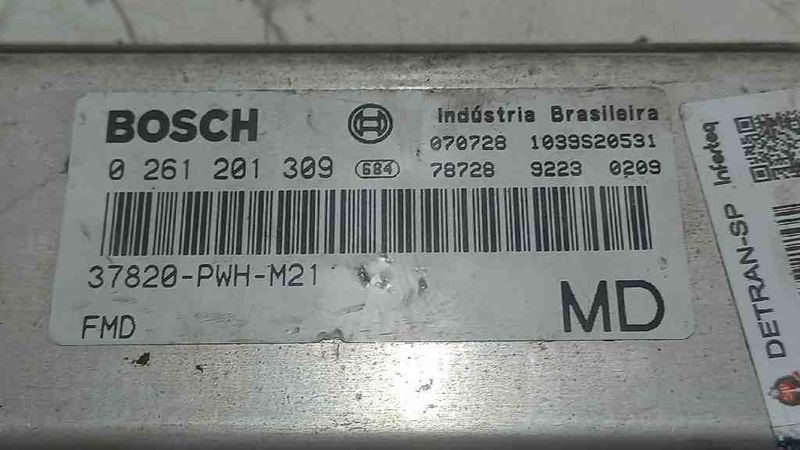 BOSCH Indústria Brasileira
070728 1039S20531
0 261 201 309 684 78728 9223 0209
37820-PWH-M21
FMD MD
DETRAN-SP
Inferteq